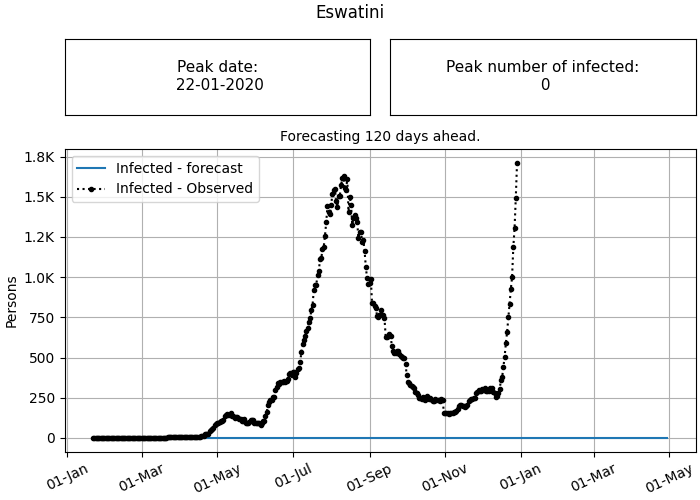 Eswatini
Peak date:
22-01-2020
Peak number of infected:
0
Forecasting 120 days ahead.
Infected - forecast
Infected - Observed
1.8K
1.5K
1.2K
1.0K
750
500
250
0
Persons
01-Jan
01-Mar
01-May
01-Jul
01-Sep
01-Nov
01-Jan
01-Mar
01-May